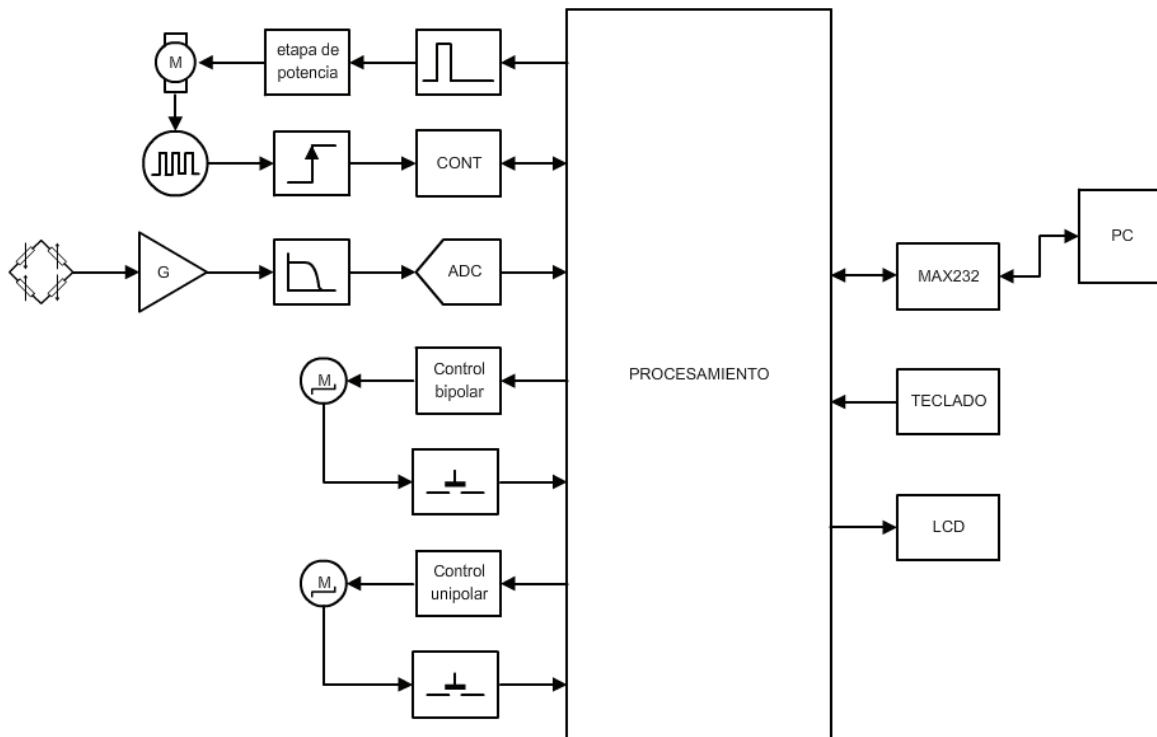 M
etapa de
potencia
CONT
G
ADC
M
Control
bipolar
M
Control
unipolar
PROCESAMIENTO
MAX232
PC
TECLADO
LCD